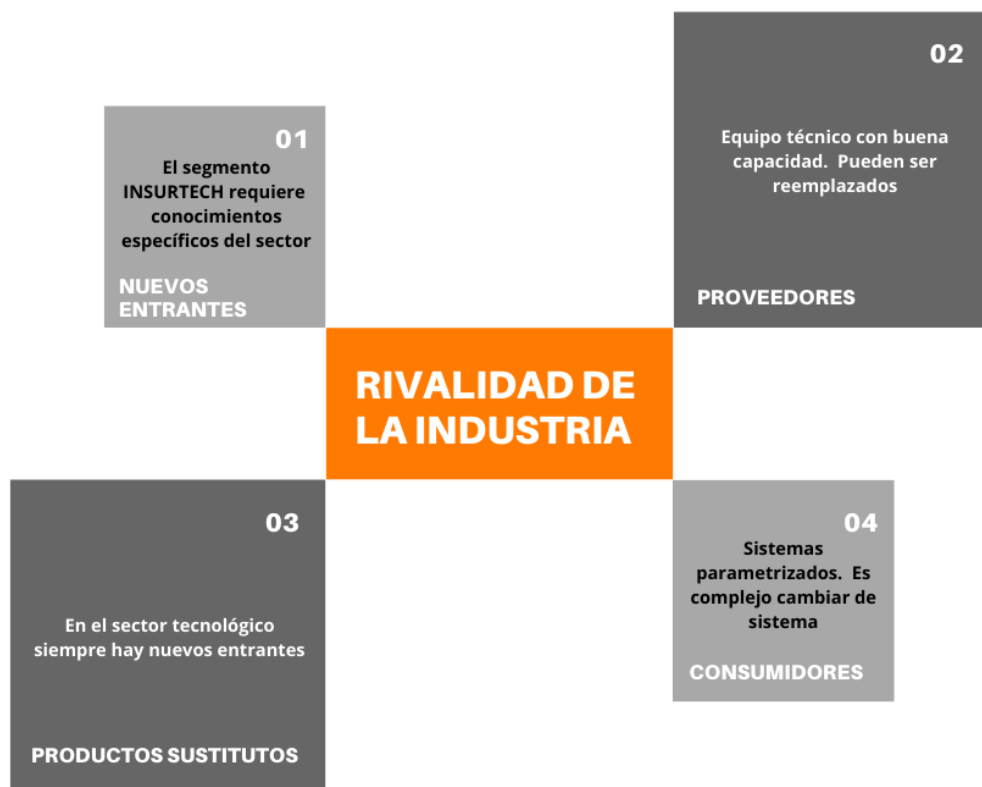 01
El segmento
INSURTECH requiere
conocimientos
específicos del sector
NUEVOS
ENTRANTES
02
Equipo técnico con buena
capacidad.  Pueden ser
reemplazados
PROVEEDORES
RIVALIDAD DE
LA INDUSTRIA
03
En el sector tecnológico
siempre hay nuevos entrantes
PRODUCTOS SUSTITUTOS
04
Sistemas
parametrizados.  Es
complejo cambiar de
sistema
CONSUMIDORES